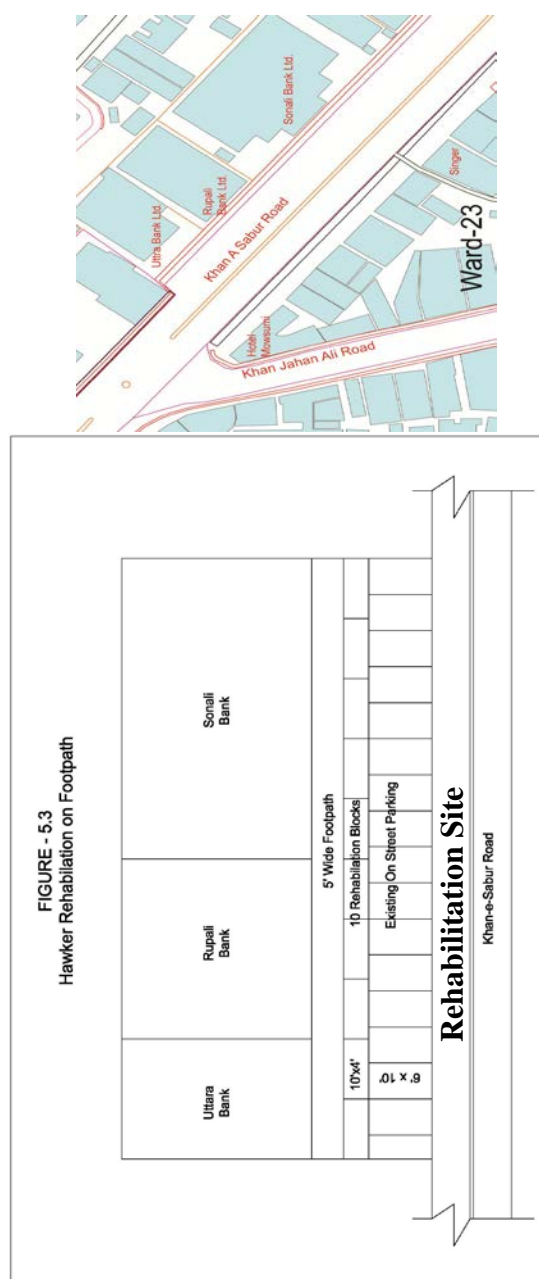 Uttra Bank Ltd.
Rupali
Bank Ltd.
Sonali Bank Ltd.
Khan A Sabur Road
Hotel
Mowsumi
Khan Jahan Ali Road
Singer
Ward-23
FIGURE - 5.3
Hawker Rehabilation on Footpath
Uttara
Bank
Rupali
Bank
Sonali
Bank
5' Wide Footpath
10'x4'
10 Rehabilation Blocks
6' x 10'
Existing On Street Parking
Rehabilitation Site
Khan-e-Sabur Road